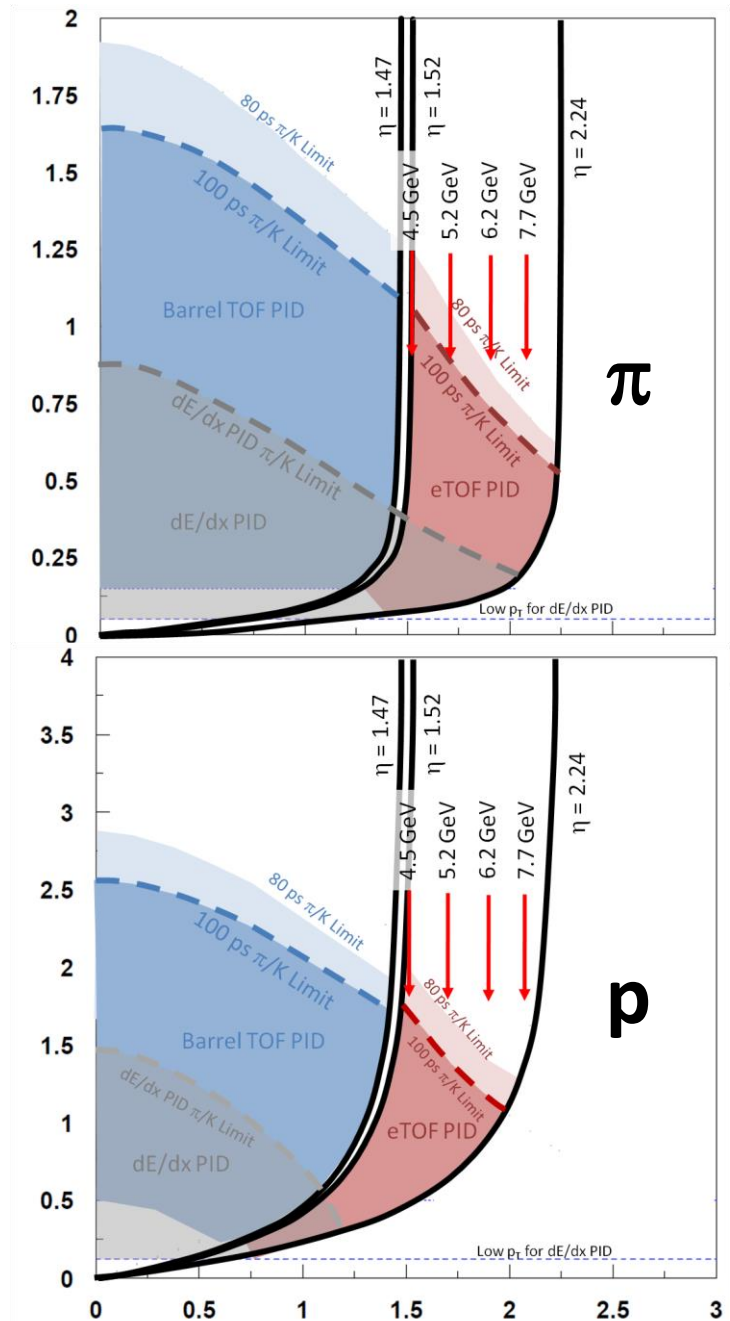 2
1.75
1.5
1.25
1
0.75
0.5
0.25
0
80 ps π/K Limit
100 ps π/K Limit
Barrel TOF PID
dE/dx PID π/K Limit
dE/dx PID
η = 1.47
η = 1.52
η = 2.24
4.5 GeV
5.2 GeV
6.2 GeV
7.7 GeV
80 ps π/K Limit
100 ps π/K Limit
eTOF PID
π
Low pT for dE/dx PID
4
3.5
3
2.5
2
1.5
1
0.5
0
80 ps π/K Limit
100 ps π/K Limit
Barrel TOF PID
dE/dx PID π/K Limit
dE/dx PID
η = 1.47
η = 1.52
η = 2.24
4.5 GeV
5.2 GeV
6.2 GeV
7.7 GeV
80 ps π/K Limit
100 ps π/K Limit
eTOF PID
p
Low pT for dE/dx PID
0 0.5 1 1.5 2 2.5 3